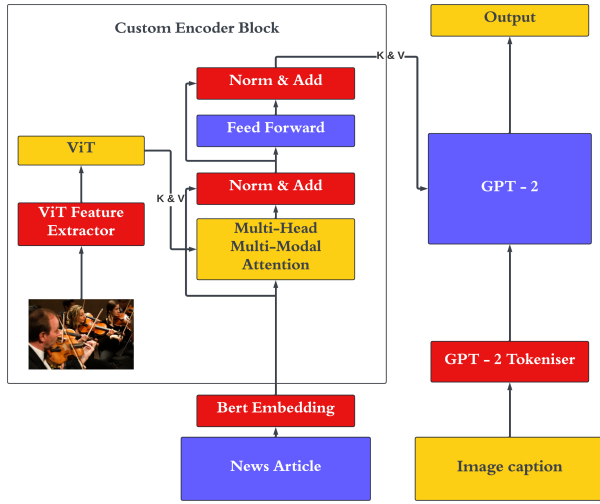 Custom Encoder Block
Norm & Add
K & V
Output
Feed Forward
ViT
GPT - 2
Norm & Add
K & V
ViT Feature
Extractor
Multi-Head
Multi-Modal
Attention
GPT - 2 Tokeniser
Bert Embedding
News Article
Image caption